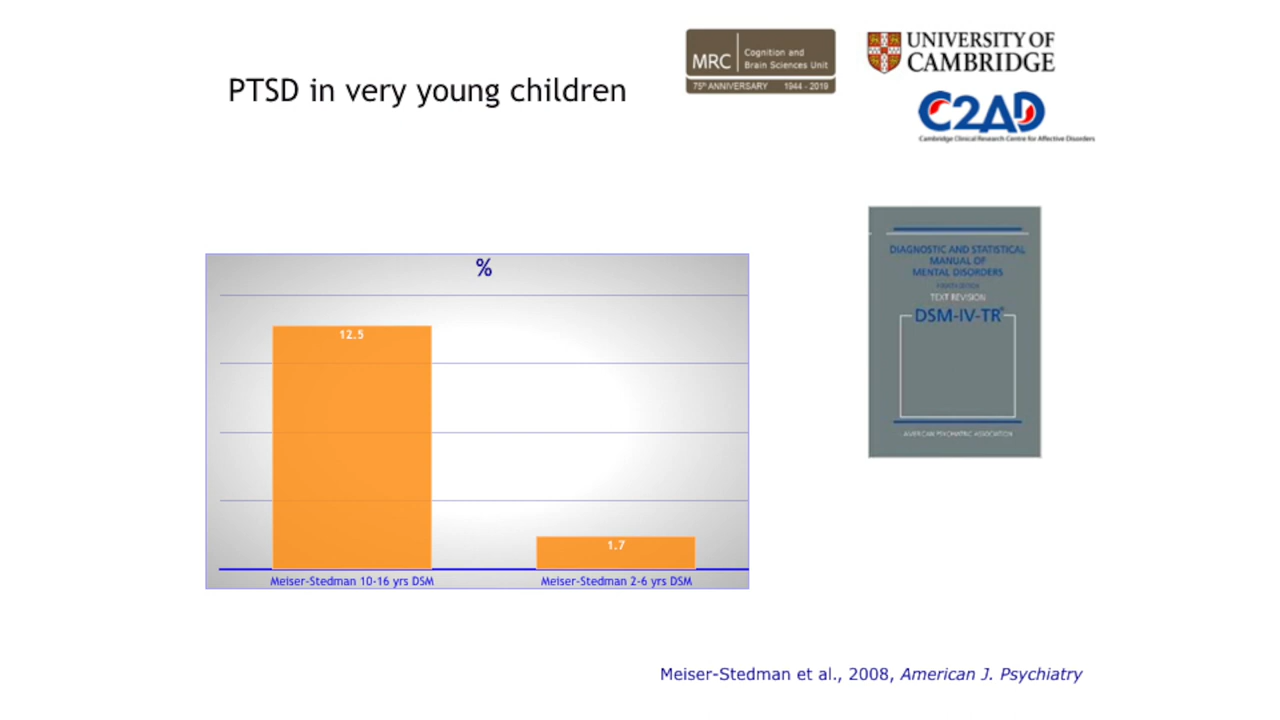 PTSD in very young children
MRC
Cognition and
Brain Sciences Unit
75th ANNIVERSARY 1944 - 2019
UNIVERSITY OF
CAMBRIDGE
C2AD
Cambridge Clinical Research Centre for Affective Disorders
%
12.5
1.7
Meiser-Stedman 10-16 yrs DSM
Meiser-Stedman 2-6 yrs DSM
DIAGNOSTIC AND STATISTICAL
MANUAL OF
MENTAL DISORDERS
FOURTH EDITION
TEXT REVISION
DSM-IV-TR®
AMERICAN PSYCHIATRIC ASSOCIATION
Meiser-Stedman et al., 2008, American J. Psychiatry